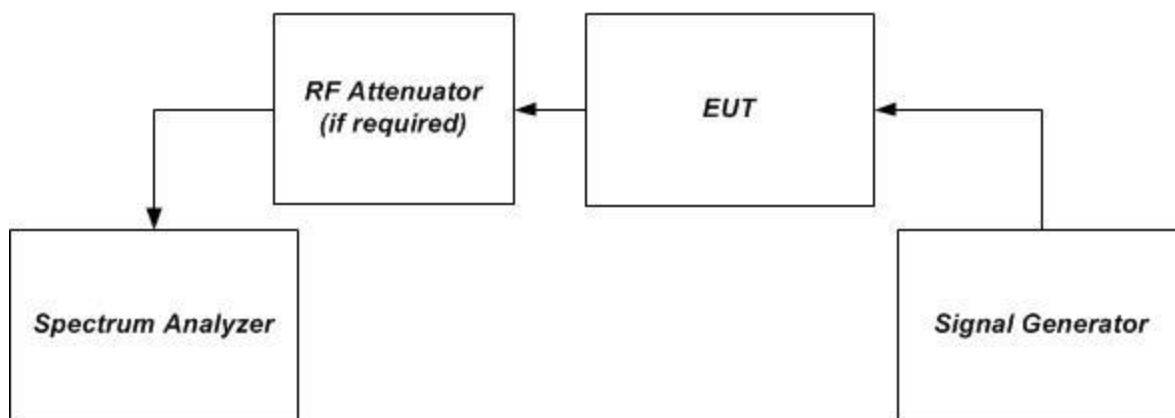 RF Attenuator
(if required)
EUT
Spectrum Analyzer
Signal Generator